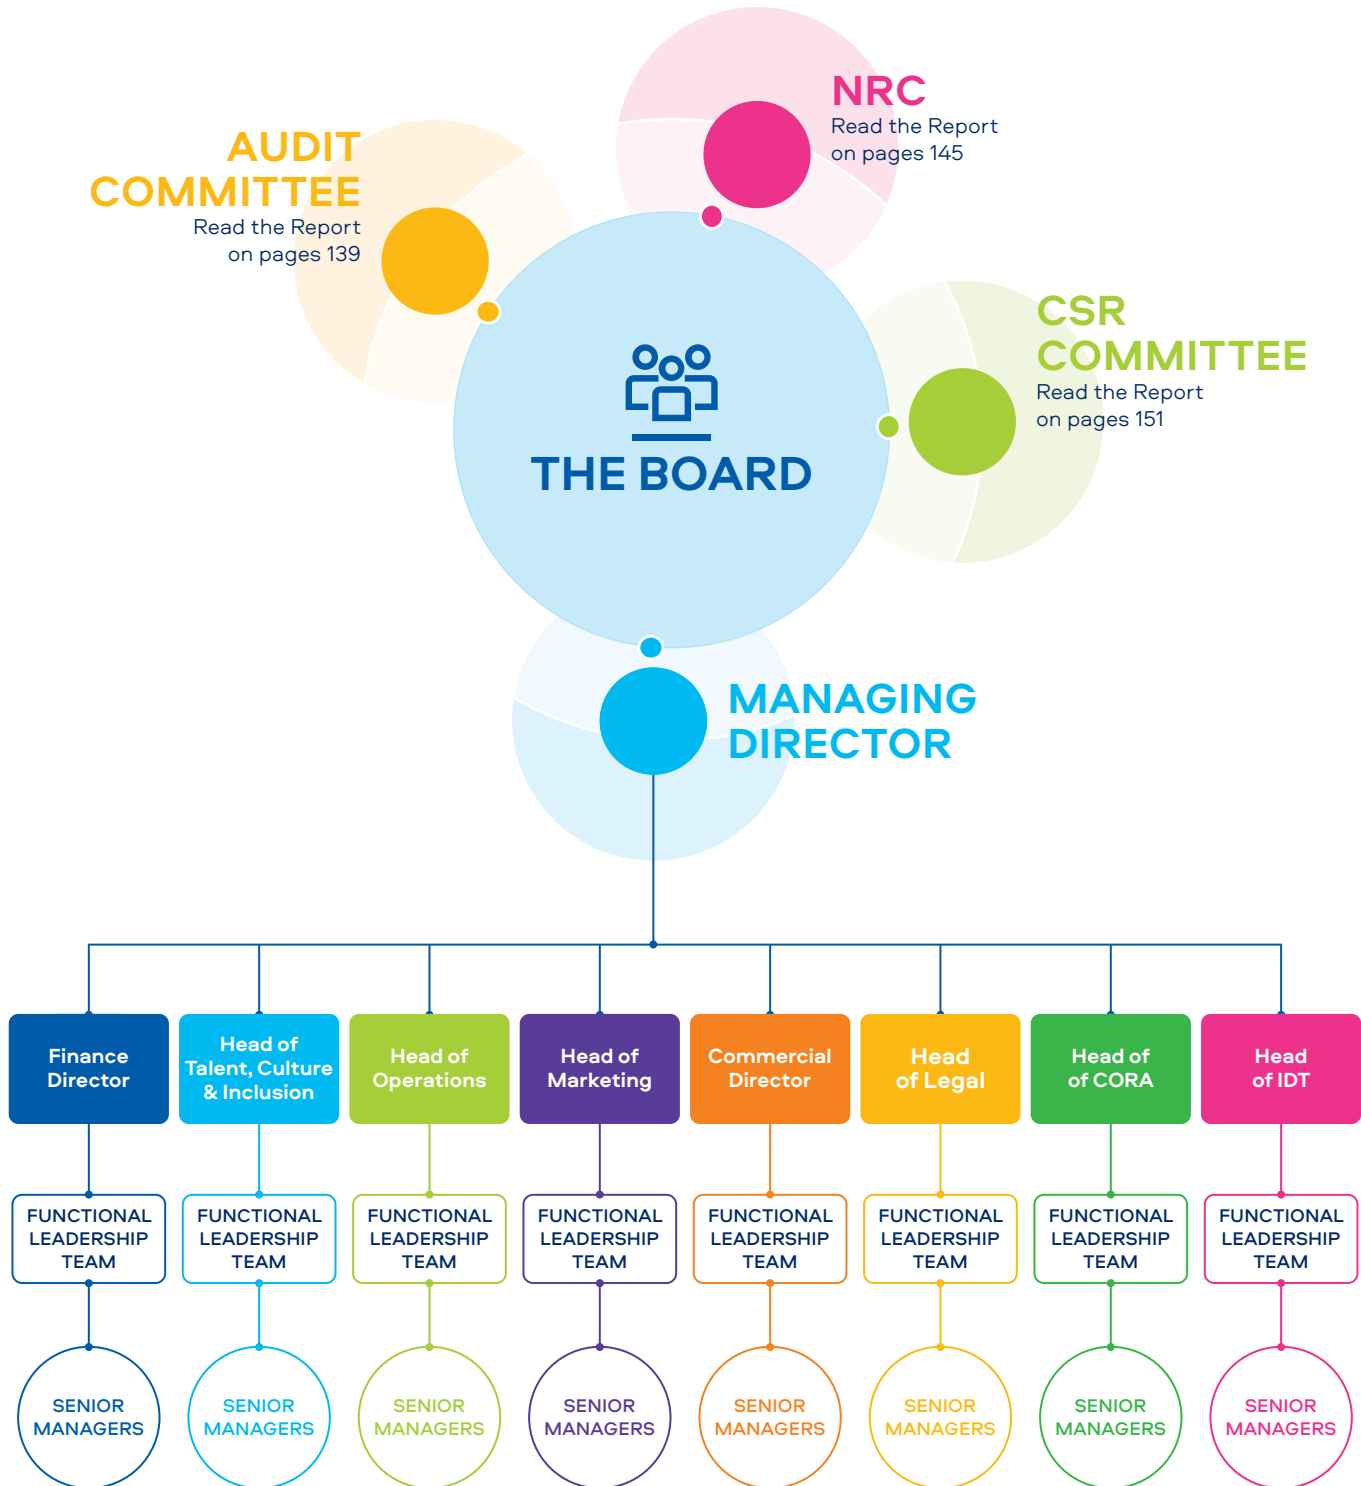 NRC
Read the Report
on pages 145
AUDIT
COMMITTEE
Read the Report
on pages 139
CSR
COMMITTEE
Read the Report
on pages 151
THE BOARD
MANAGING
DIRECTOR
Finance
Director
Head of
Talent, Culture
& Inclusion
Head of
Operations
Head of
Marketing
Commercial
Director
Head
of Legal
Head of
of CORA
Head
of IDT
FUNCTIONAL
LEADERSHIP
TEAM
FUNCTIONAL
LEADERSHIP
TEAM
FUNCTIONAL
LEADERSHIP
TEAM
FUNCTIONAL
LEADERSHIP
TEAM
FUNCTIONAL
LEADERSHIP
TEAM
FUNCTIONAL
LEADERSHIP
TEAM
FUNCTIONAL
LEADERSHIP
TEAM
FUNCTIONAL
LEADERSHIP
TEAM
SENIOR
MANAGERS
SENIOR
MANAGERS
SENIOR
MANAGERS
SENIOR
MANAGERS
SENIOR
MANAGERS
SENIOR
MANAGERS
SENIOR
MANAGERS
SENIOR
MANAGERS